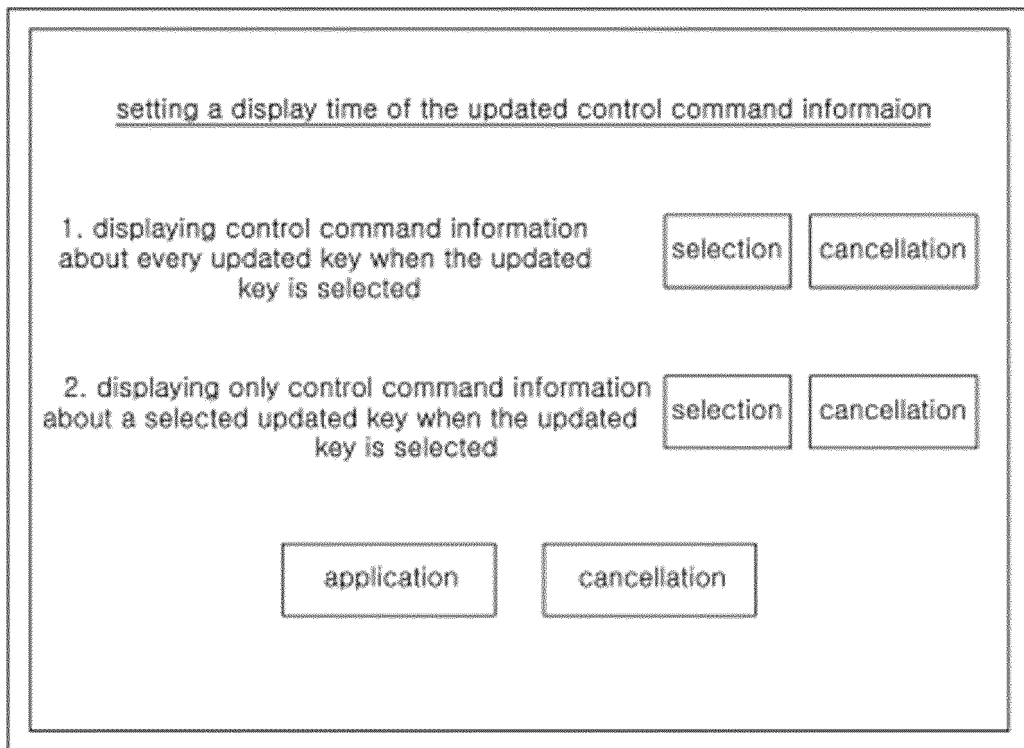 setting a display time of the updated control command informaion
1. displaying control command information
about every updated key when the updated
key is selected
selection
cancellation
2. displaying only control command information
about a selected updated key when the updated
key is selected
selection
cancellation
application
cancellation